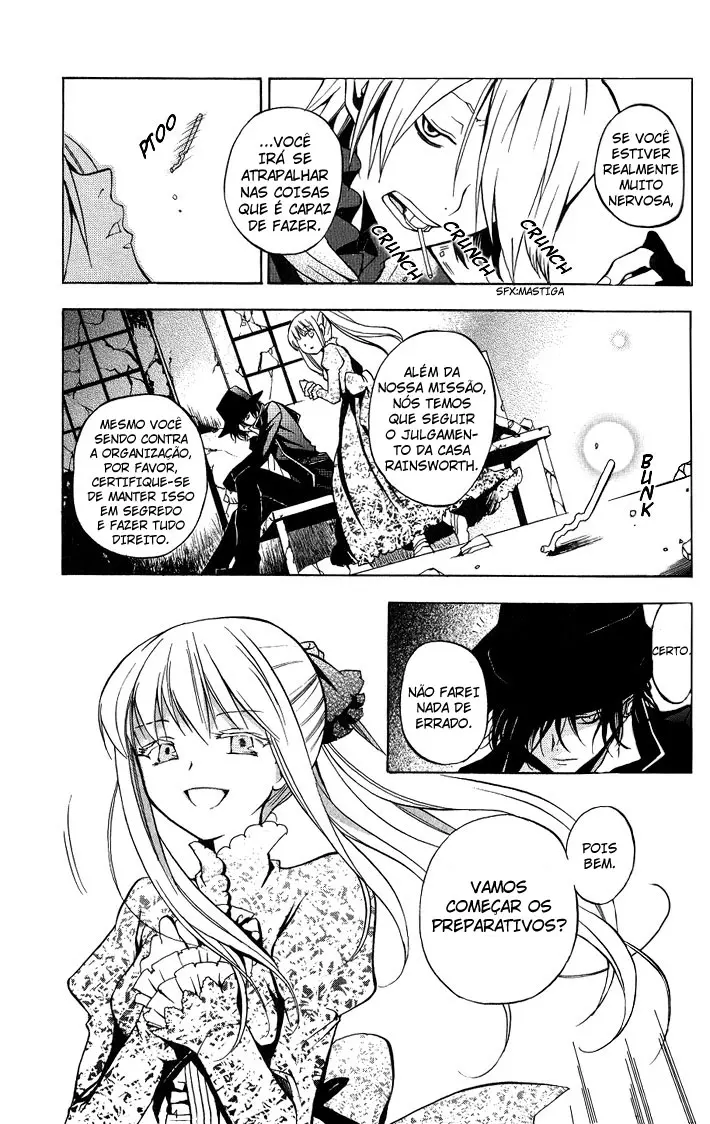 SE VOCÊ
ESTIVER
REALMENTE
MUITO
NERVOSA,
CRUNCH
CRUNCH
CRUNCH
SFX:MASTIGA
...VOCÊ
IRÁ SE
ATRAPALHAR
NAS COISAS
QUE É CAPAZ
DE FAZER.
PTOO
BUNK
ALÉM DA
NOSSA MISSÃO,
NÓS TEMOS
QUE SEGUIR
O JULGAMEN-
TO DA CASA
RAINSWORTH.
MESMO VOCÊ
SENDO CONTRA
A ORGANIZAÇÃO,
POR FAVOR,
CERTIFIQUE-SE
DE MANTER ISSO
EM SEGREDO
E FAZER TUDO
DIREITO.
CERTO.
NÃO FAREI
NADA DE
ERRADO.
POIS
BEM.
VAMOS
COMEÇAR OS
PREPARATIVOS?